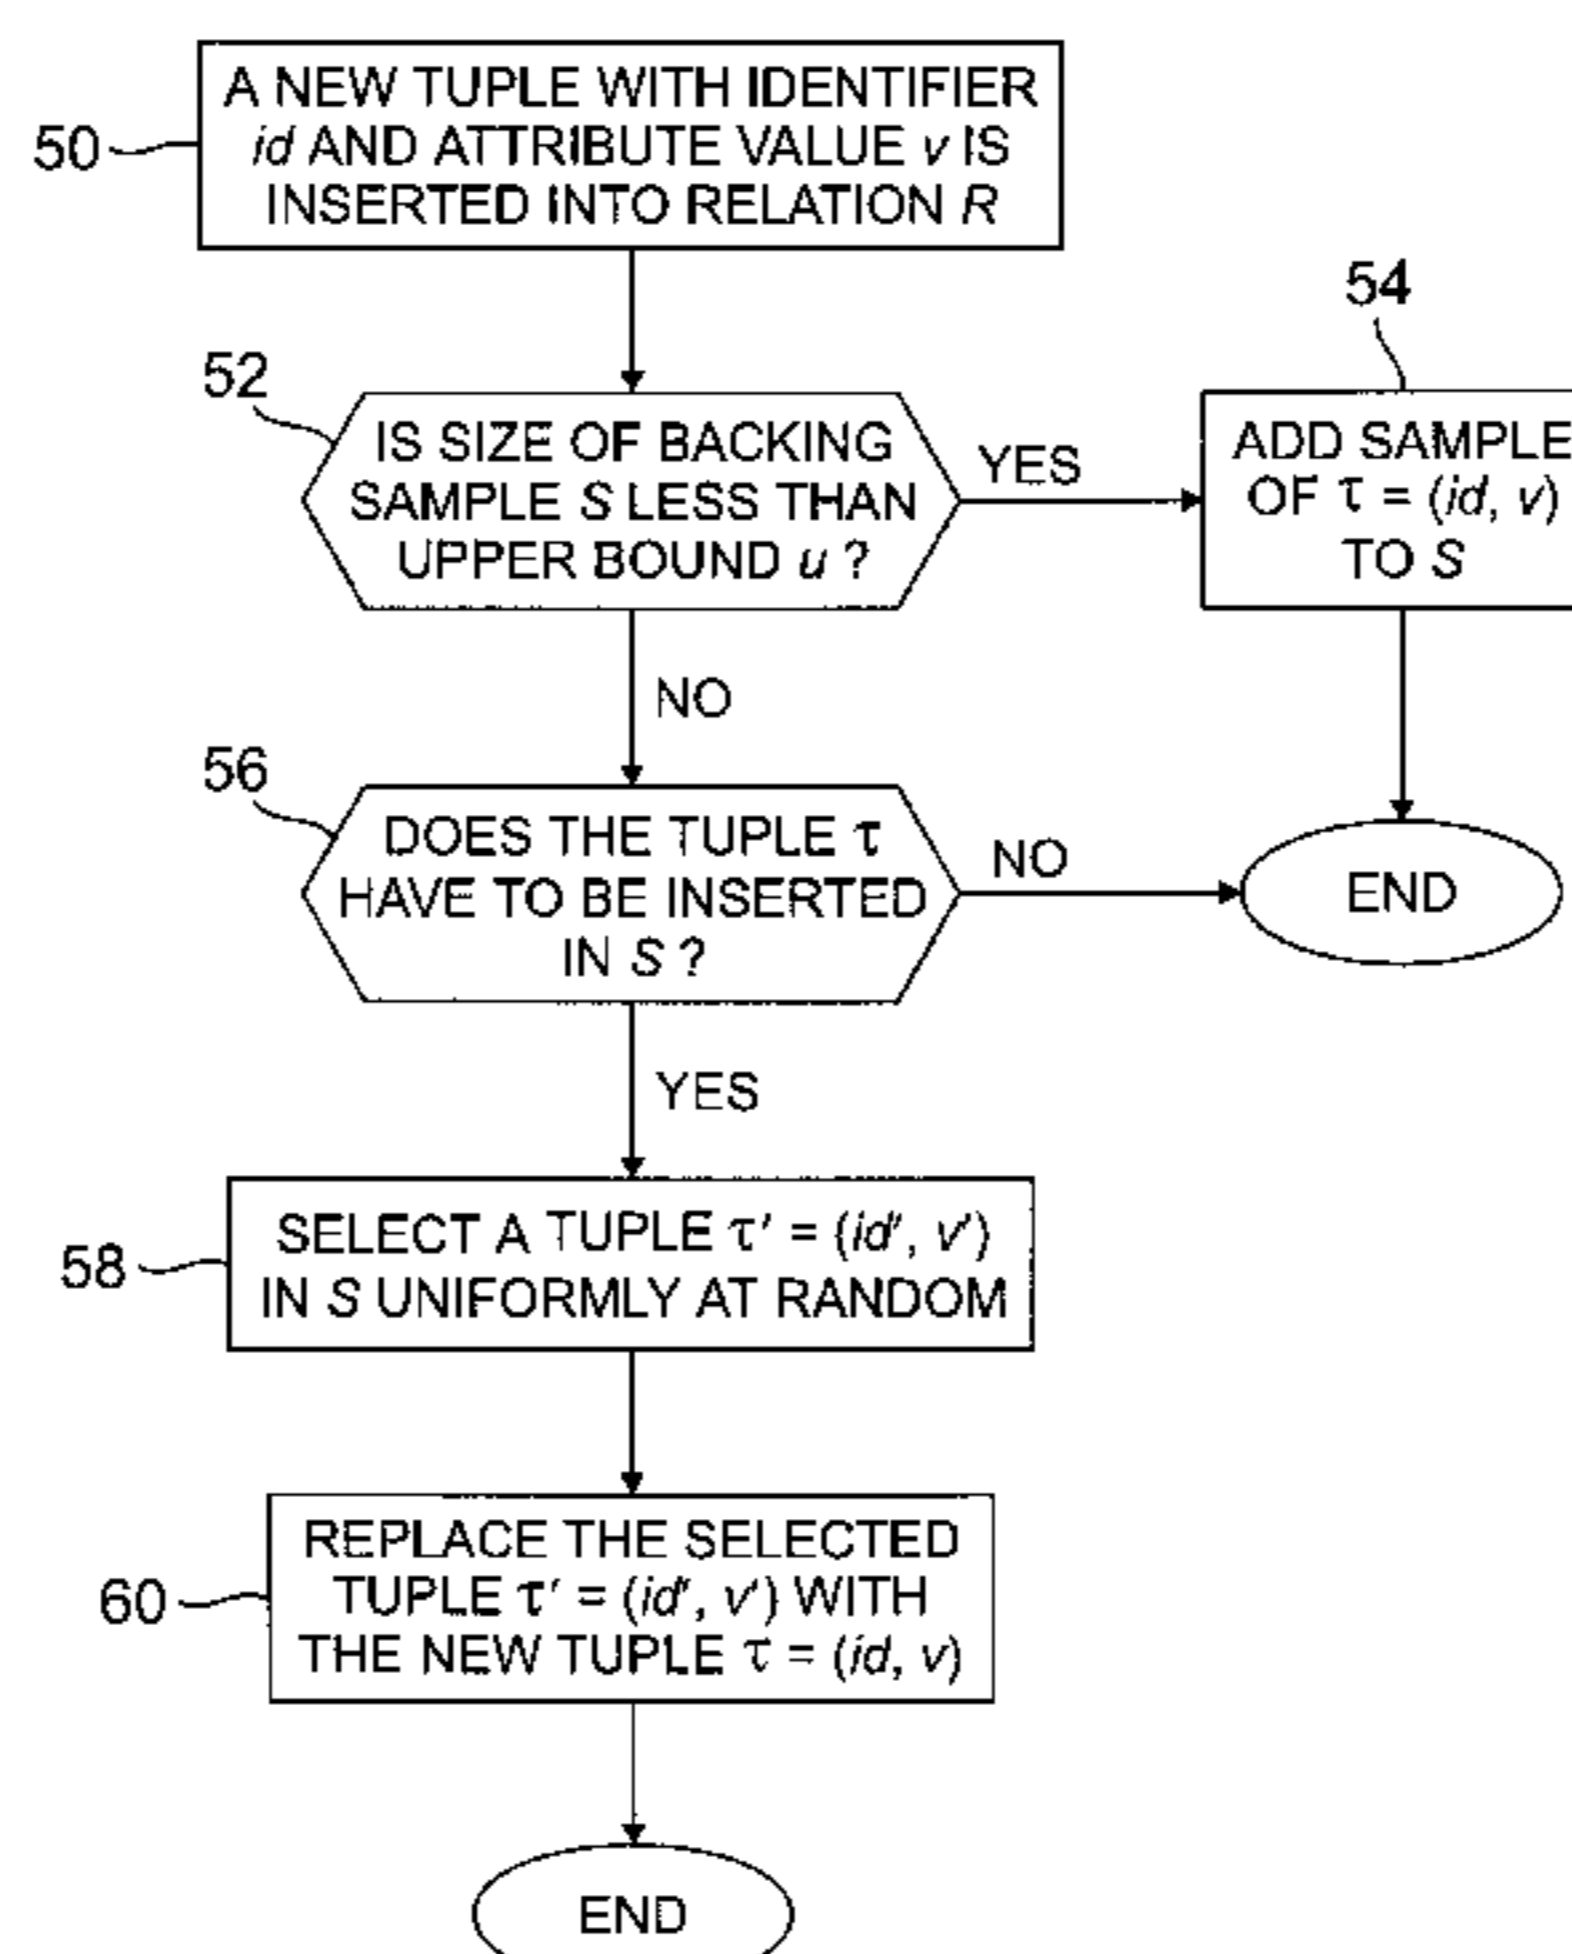 50
A NEW TUPLE WITH IDENTIFIER
id AND ATTRIBUTE VALUE v IS
INSERTED INTO RELATION R
52
IS SIZE OF BACKING
SAMPLE S LESS THAN
UPPER BOUND u ?
YES
54
ADD SAMPLE
OF τ = (id, v)
TO S
NO
56
DOES THE TUPLE τ
HAVE TO BE INSERTED
IN S ?
NO
END
YES
58
SELECT A TUPLE τ' = (id', v')
IN S UNIFORMLY AT RANDOM
60
REPLACE THE SELECTED
TUPLE τ' = (id', v') WITH
THE NEW TUPLE τ = (id, v)
END